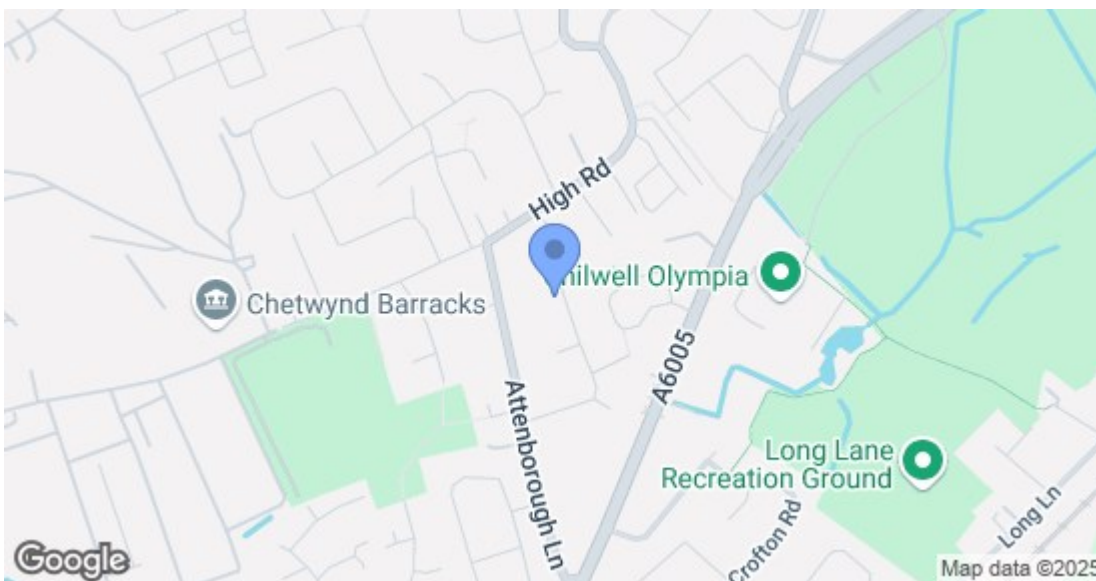 High Rd
hilwell Olympia
Chetwynd Barracks
A6005
Attenborough Ln
Long Lane
Recreation Ground
Long Ln
Crofton Rd
Google
Map data ©2025